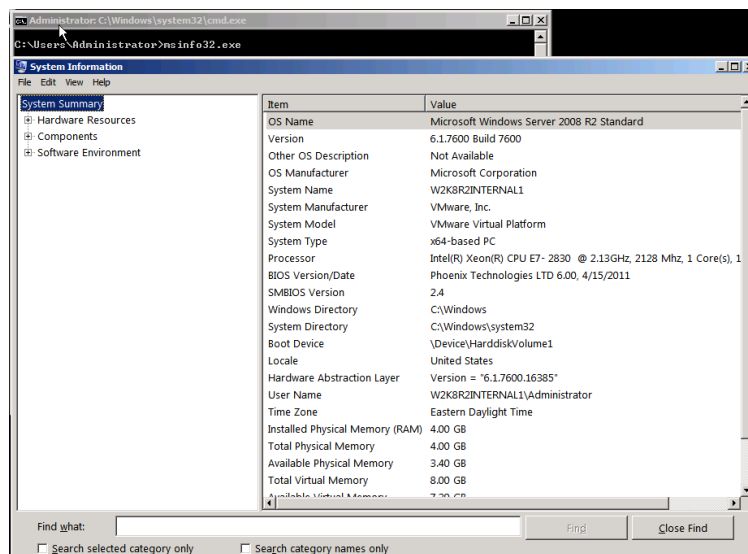 Administrator: C:\Windows\system32\cmd.exe
C:\Users\Administrator>msinfo32.exe
System Information
File Edit View Help
System Summary
Hardware Resources
Components
Software Environment
Item Value
OS Name Microsoft Windows Server 2008 R2 Standard
Version 6.1.7600 Build 7600
Other OS Description Not Available
OS Manufacturer Microsoft Corporation
System Name W2K8R2INTERNAL1
System Manufacturer VMware, Inc.
System Model VMware Virtual Platform
System Type x64-based PC
Processor Intel(R) Xeon(R) CPU E7- 2830 @ 2.13GHz, 2128 Mhz, 1 Core(s), 1
BIOS Version/Date Phoenix Technologies LTD 6.00, 4/15/2011
SMBIOS Version 2.4
Windows Directory C:\Windows
System Directory C:\Windows\system32
Boot Device \Device\HarddiskVolume1
Locale United States
Hardware Abstraction Layer Version = "6.1.7600.16385"
User Name W2K8R2INTERNAL1\Administrator
Time Zone Eastern Daylight Time
Installed Physical Memory (RAM) 4.00 GB
Total Physical Memory 4.00 GB
Available Physical Memory 3.40 GB
Total Virtual Memory 8.00 GB
Available Virtual Memory 7.20 GB
Find what: Find Close Find
Search selected category only Search category names only